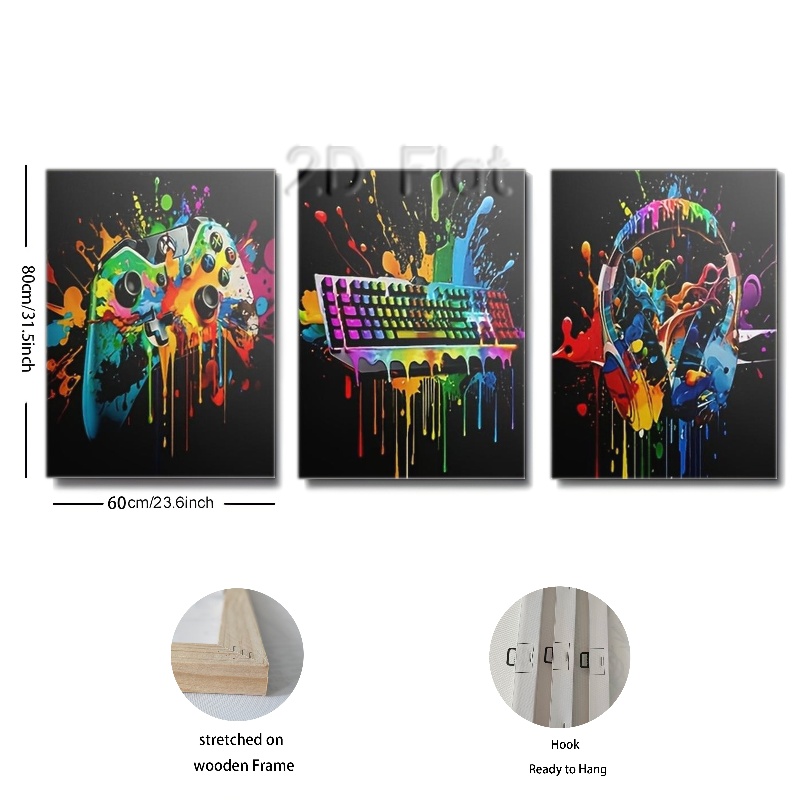 2D Flat
80cm/31.5inch
60cm/23.6inch
stretched on
wooden Frame
Hook
Ready to Hang